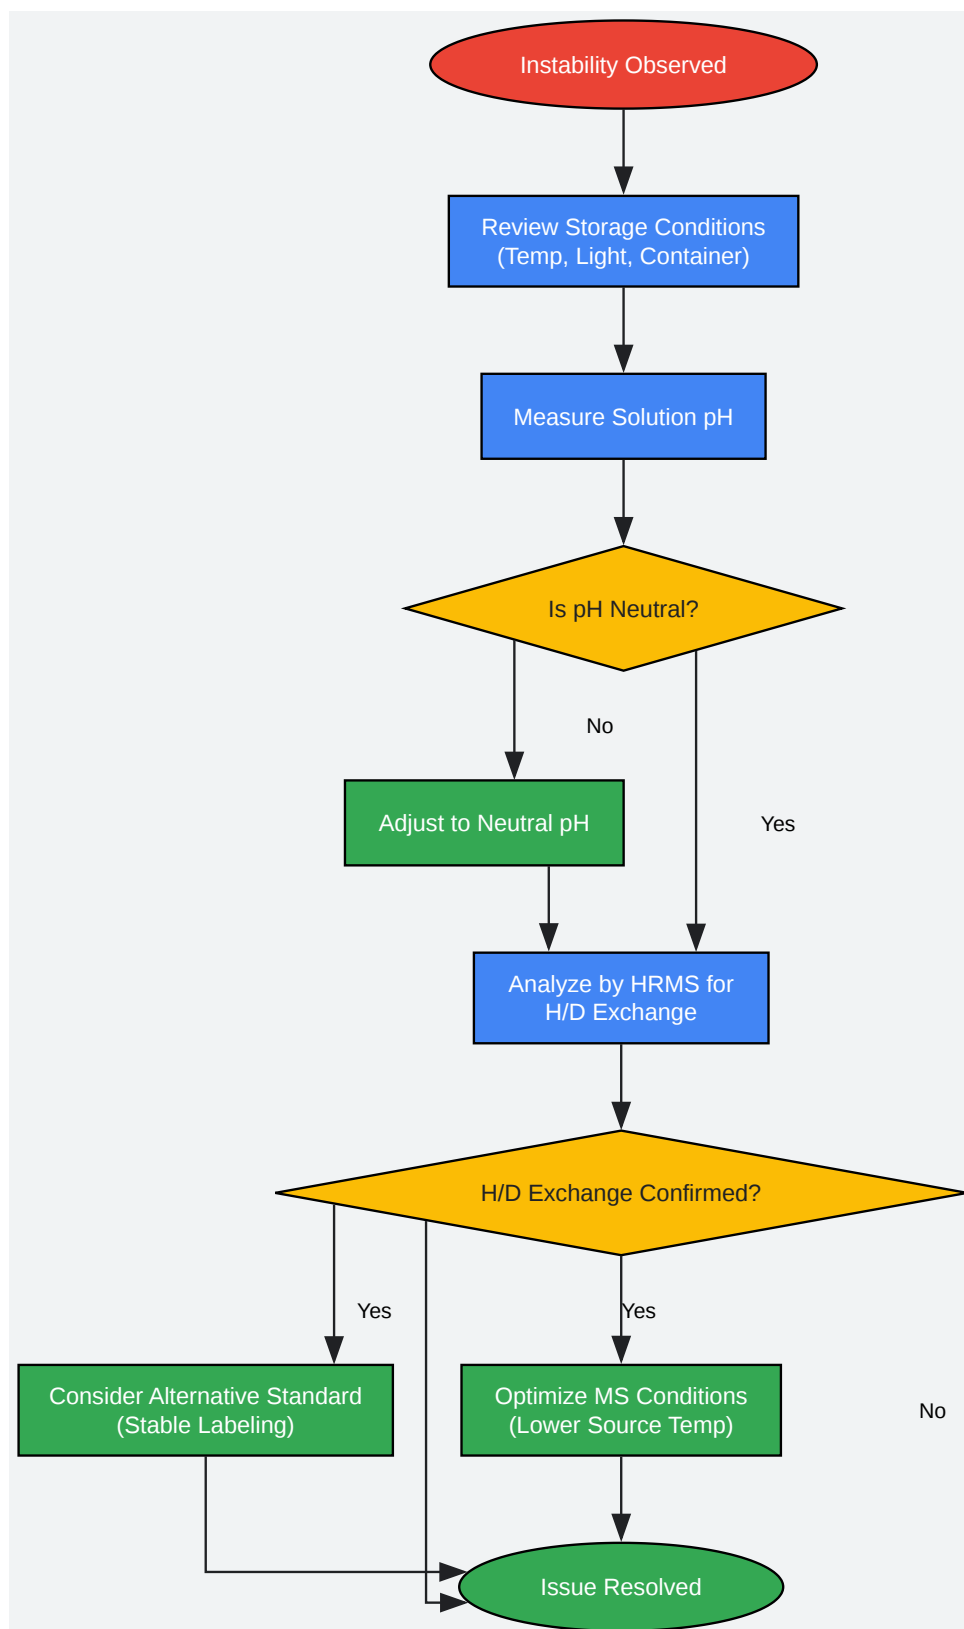 Instability Observed
Review Storage Conditions
(Temp, Light, Container)
Measure Solution pH
Is pH Neutral?
No
Adjust to Neutral pH
Yes
Analyze by HRMS for
H/D Exchange
H/D Exchange Confirmed?
Yes
Yes
Consider Alternative Standard
(Stable Labeling)
Optimize MS Conditions
(Lower Source Temp)
No
Issue Resolved